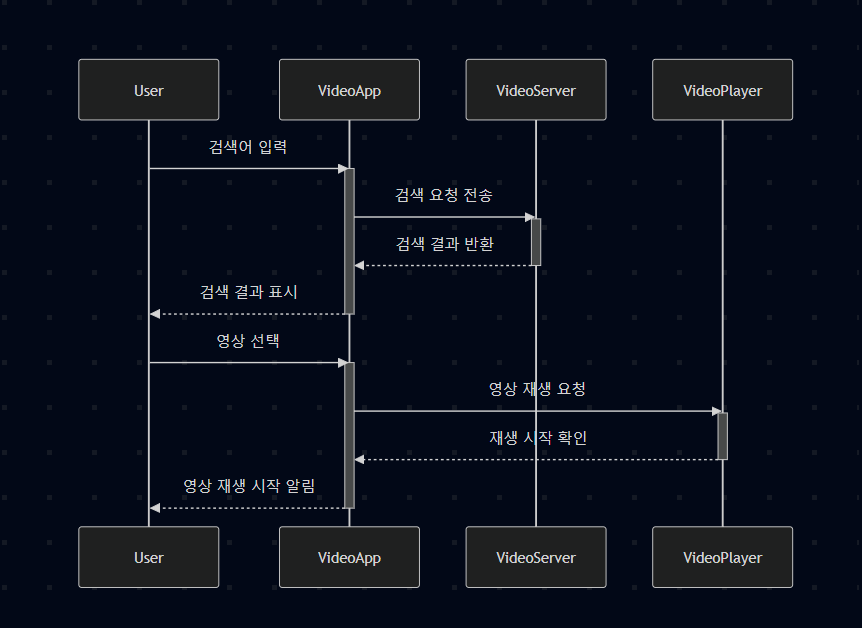 User
VideoApp
VideoServer
VideoPlayer
검색어 입력
검색 요청 전송
검색 결과 반환
검색 결과 표시
영상 선택
영상 재생 요청
재생 시작 확인
영상 재생 시작 알림
User
VideoApp
VideoServer
VideoPlayer